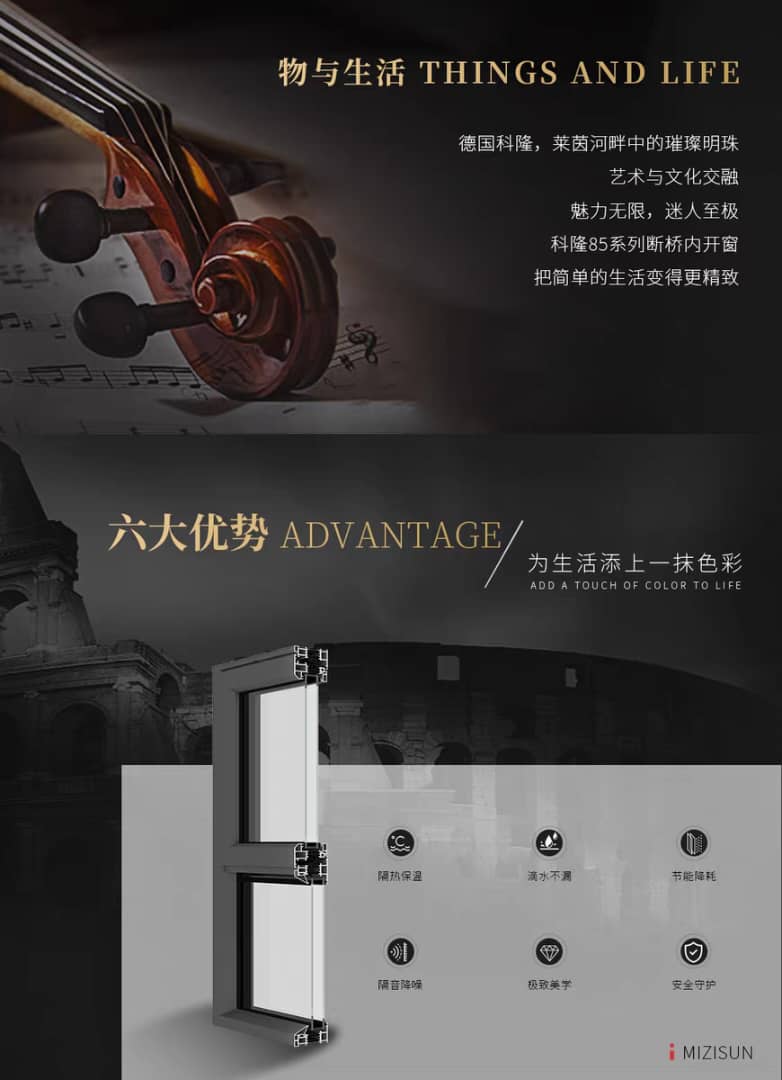 物与生活 THINGS AND LIFE
德国科隆，莱茵河畔中的璀璨明珠
艺术与文化交融
魅力无限，迷人至极
科隆85系列断桥内开窗
把简单的生活变得更精致
六大优势 ADVANTAGE
为生活添上一抹色彩
ADD A TOUCH OF COLOR TO LIFE
隔热保温
滴水不漏
节能降耗
隔音降噪
极致美学
安全守护
MIZISUN